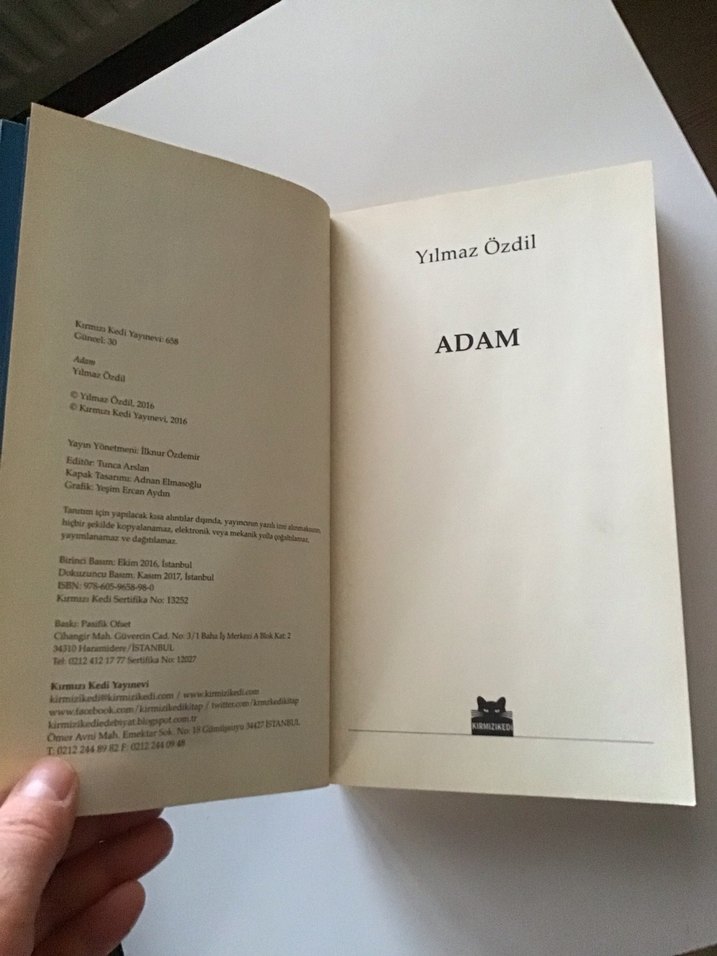 Kırmızı Kedi Yayınevi: 658
Güncel: 30
Adam
Yılmaz Özdil
© Yılmaz Özdil, 2016
© Kırmızı Kedi Yayınevi, 2016
Yayın Yönetmeni: İlknur Özdemir
Editör: Tunca Arslan
Kapak Tasarımı: Adnan Elmasoğlu
Grafik: Yeşim Ercan Aydın
Tanıtım için yapılacak kısa alıntılar dışında, yayıncının yazılı izni alınmaksızın,
hiçbir şekilde kopyalanamaz, elektronik veya mekanik yolla çoğaltılamaz,
yayımlanamaz ve dağıtılamaz.
Birinci Basım: Ekim 2016, İstanbul
Dokuzuncu Basım: Kasım 2017, İstanbul
ISBN: 978-605-9658-98-0
Kırmızı Kedi Sertifika No: 13252
Baskı: Pasifik Ofset
Cihangir Mah. Güvercin Cad. No: 3/1 Baha İş Merkezi A Blok Kat: 2
34310 Haramidere/İSTANBUL
Tel: 0212 412 17 77 Sertifika No: 12027
Kırmızı Kedi Yayınevi
kirmizikedi@kirmizikedi.com / www.kirmizikedi.com
www.facebook.com/kirmizikedikitap / twitter.com/krmzkedikitap
kirmizikediedebiyat.blogspot.com.tr
Ömer Avni Mah. Emektar Sok. No: 18 Gümüşsuyu 34427 İSTANBUL
T: 0212 244 89 82 F: 0212 244 09 48
Yılmaz Özdil
ADAM
KIRMIZIKEDİ